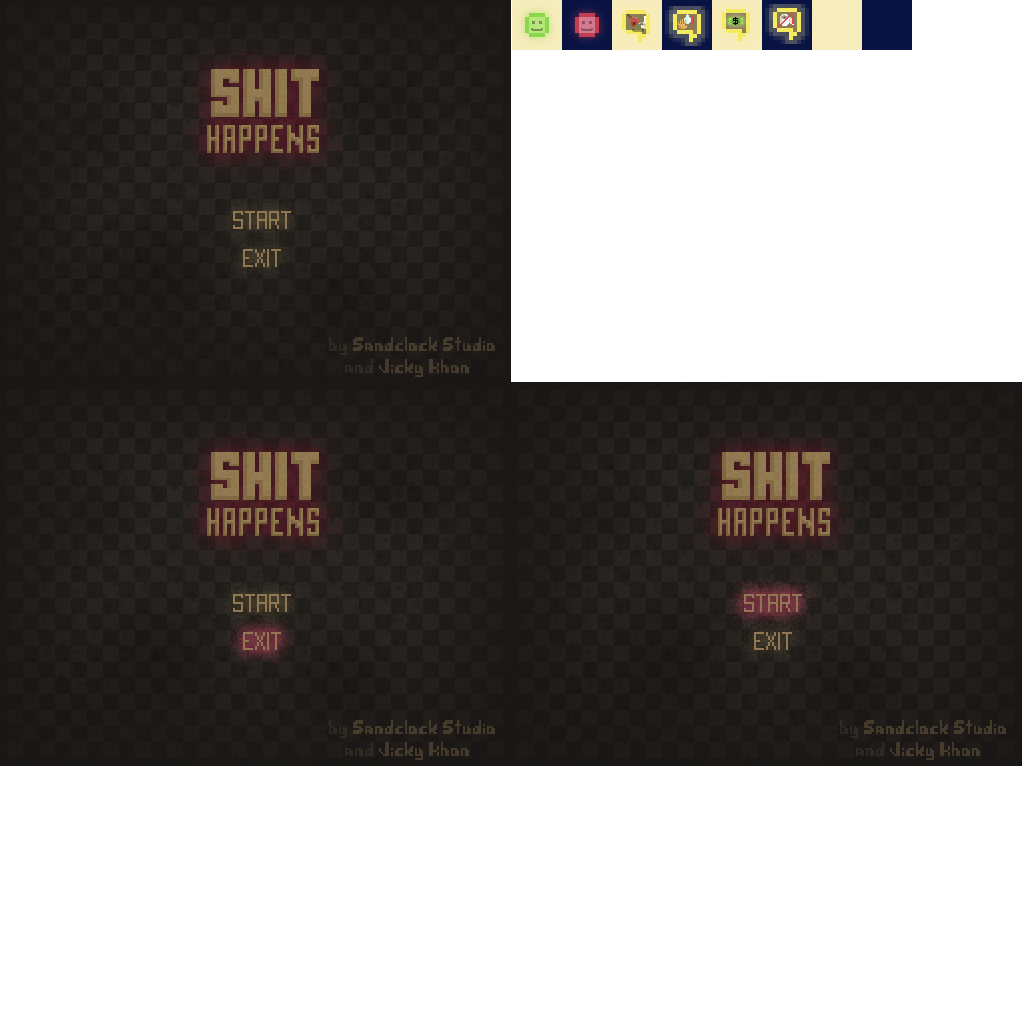 SHIT
HAPPENS
START
EXIT
by Sandclock Studio
and Vicky Khan
$
SHIT
HAPPENS
START
EXIT
by Sandclock Studio
and Vicky Khan
SHIT
HAPPENS
START
EXIT
by Sandclock Studio
and Vicky Khan